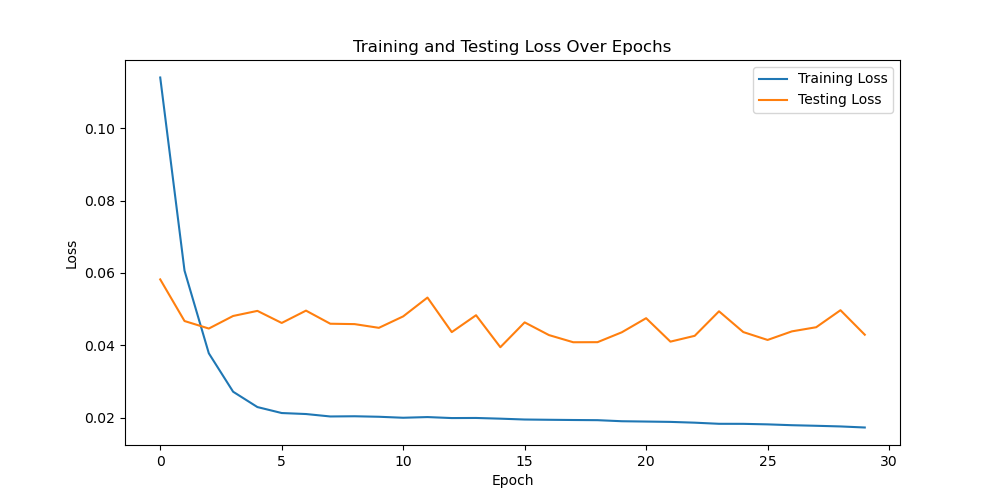 Training and Testing Loss Over Epochs
Training Loss
Testing Loss
0.10
0.08
0.06
0.04
0.02
Loss
0 5 10 15 20 25 30
Epoch